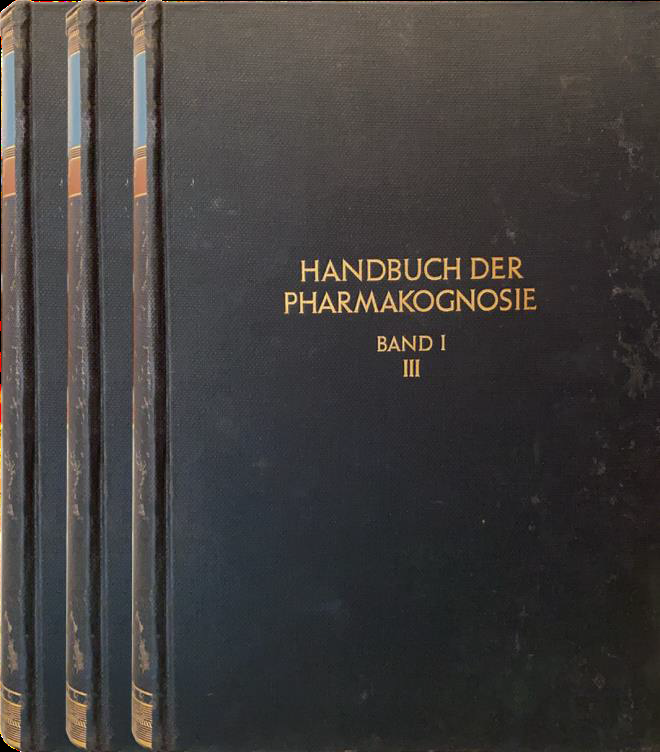 HANDBUCH DER
PHARMAKOGNOSIE
BAND I
III